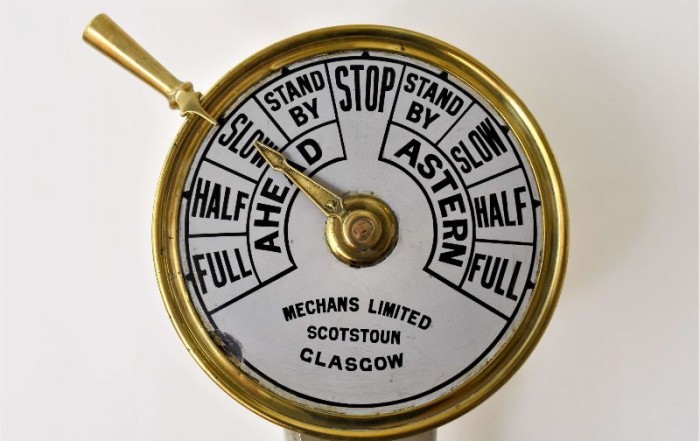 STAND BY
STOP
STAND BY
SLOW
SLOW
HALF
HALF
FULL
FULL
AHEAD
ASTERN
MECHANS LIMITED
SCOTSTOUN
GLASGOW